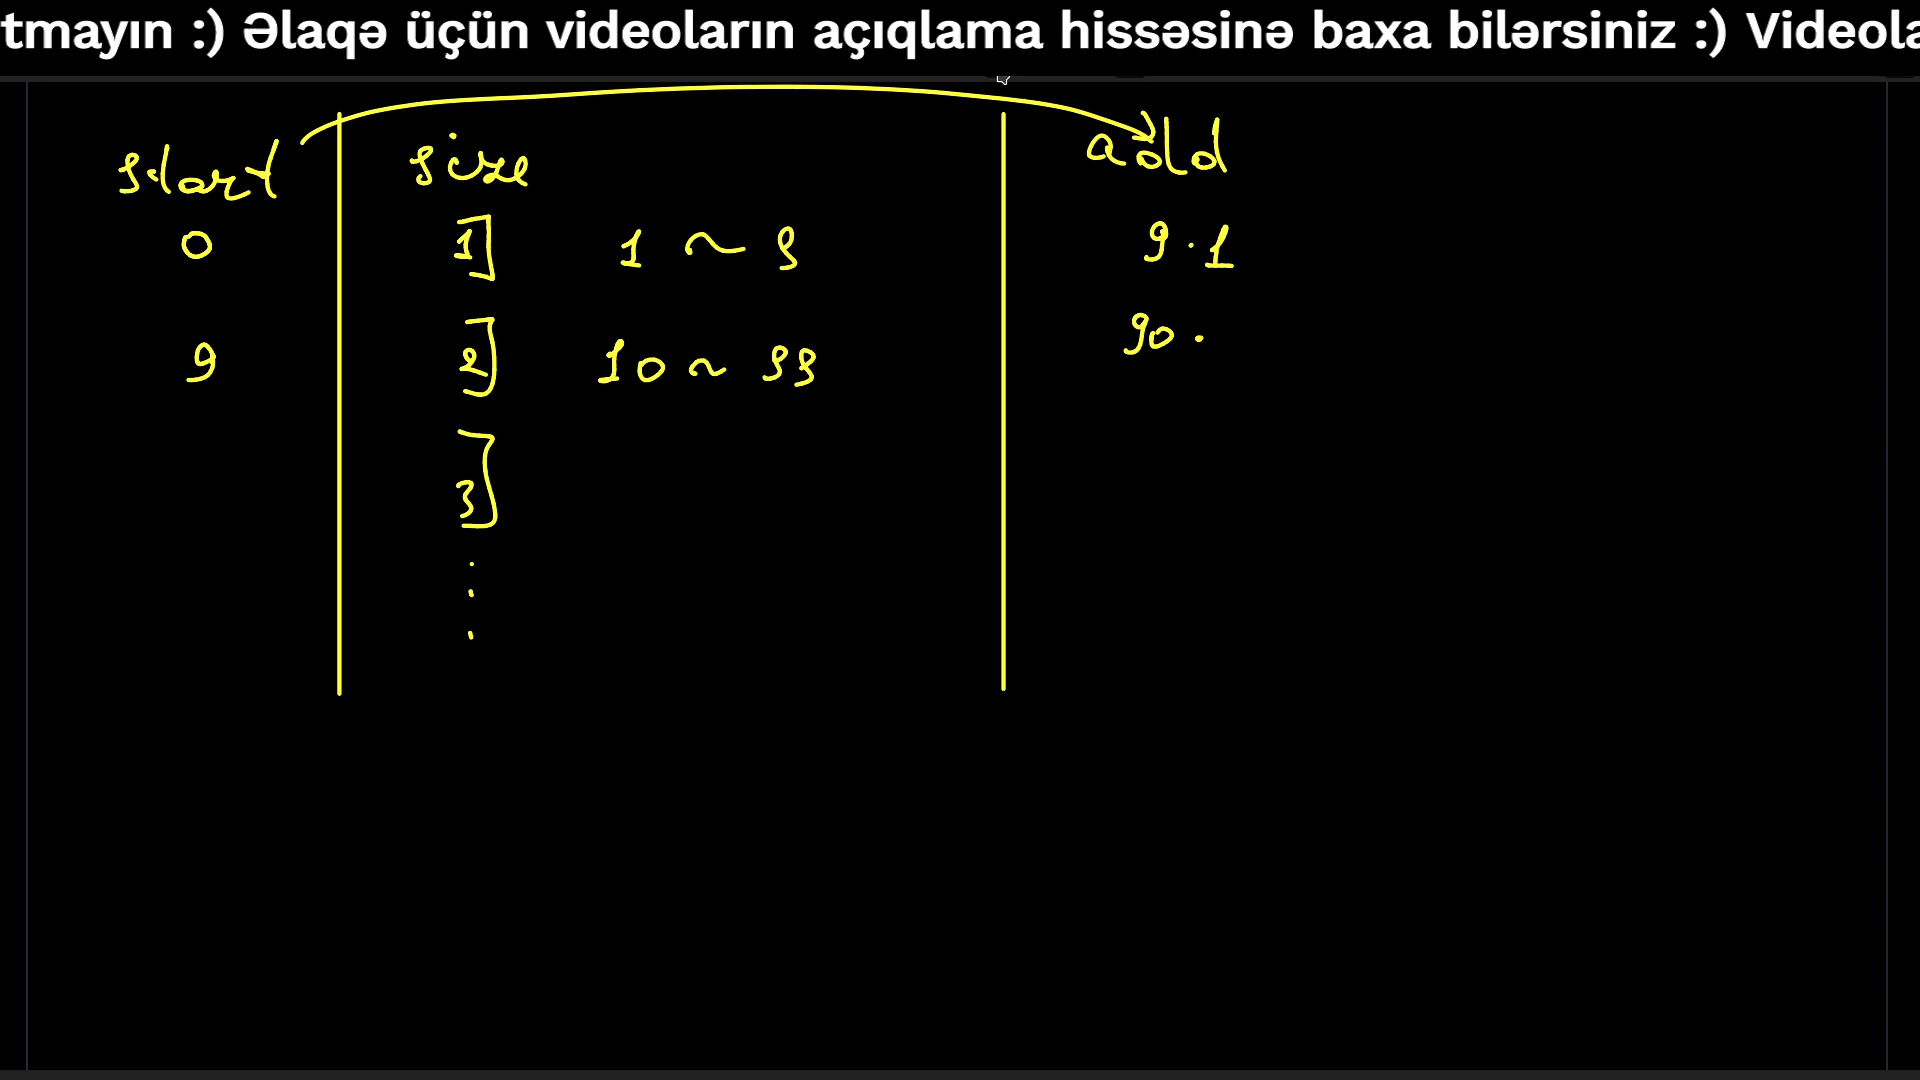 tmayın :) Əlaqə üçün videoların açıqlama hissəsinə baxa bilərsiniz :) Videola
start size add
0 1] 1 ~ 9 9 · 1
9 2] 10 ~ 99 90 ·
3]